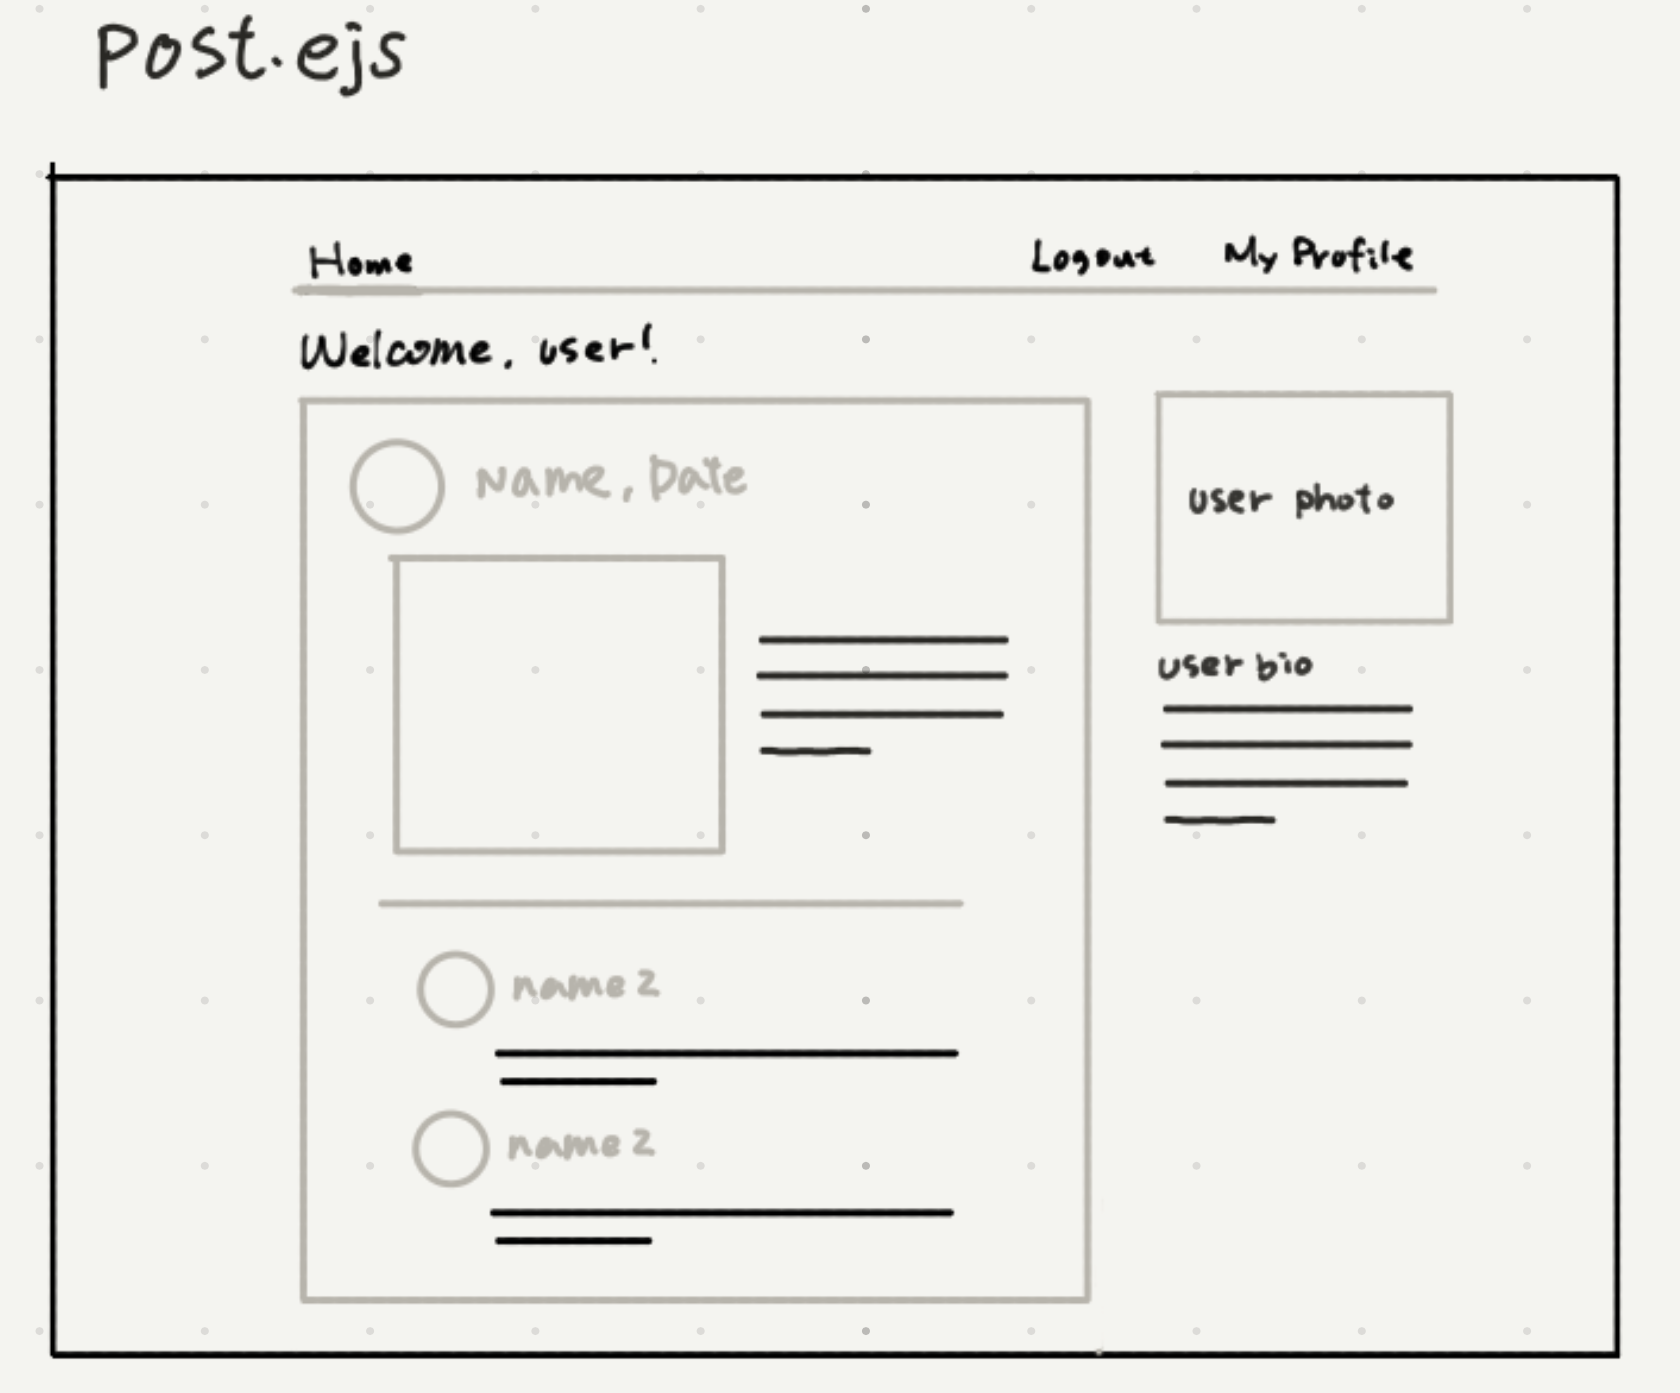 Post.ejs
Home Logout My Profile
Welcome, user!
Name, Date
user photo
user bio
name 2
name 2